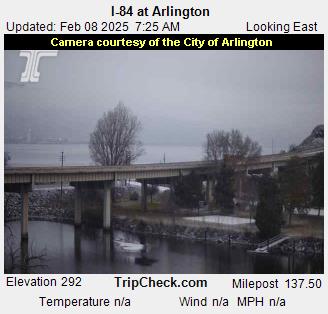 I-84 at Arlington
Updated: Feb 08 2025 7:25 AM Looking East
Camera courtesy of the City of Arlington
Elevation 292 TripCheck.com Milepost 137.50
Temperature n/a Wind n/a MPH n/a